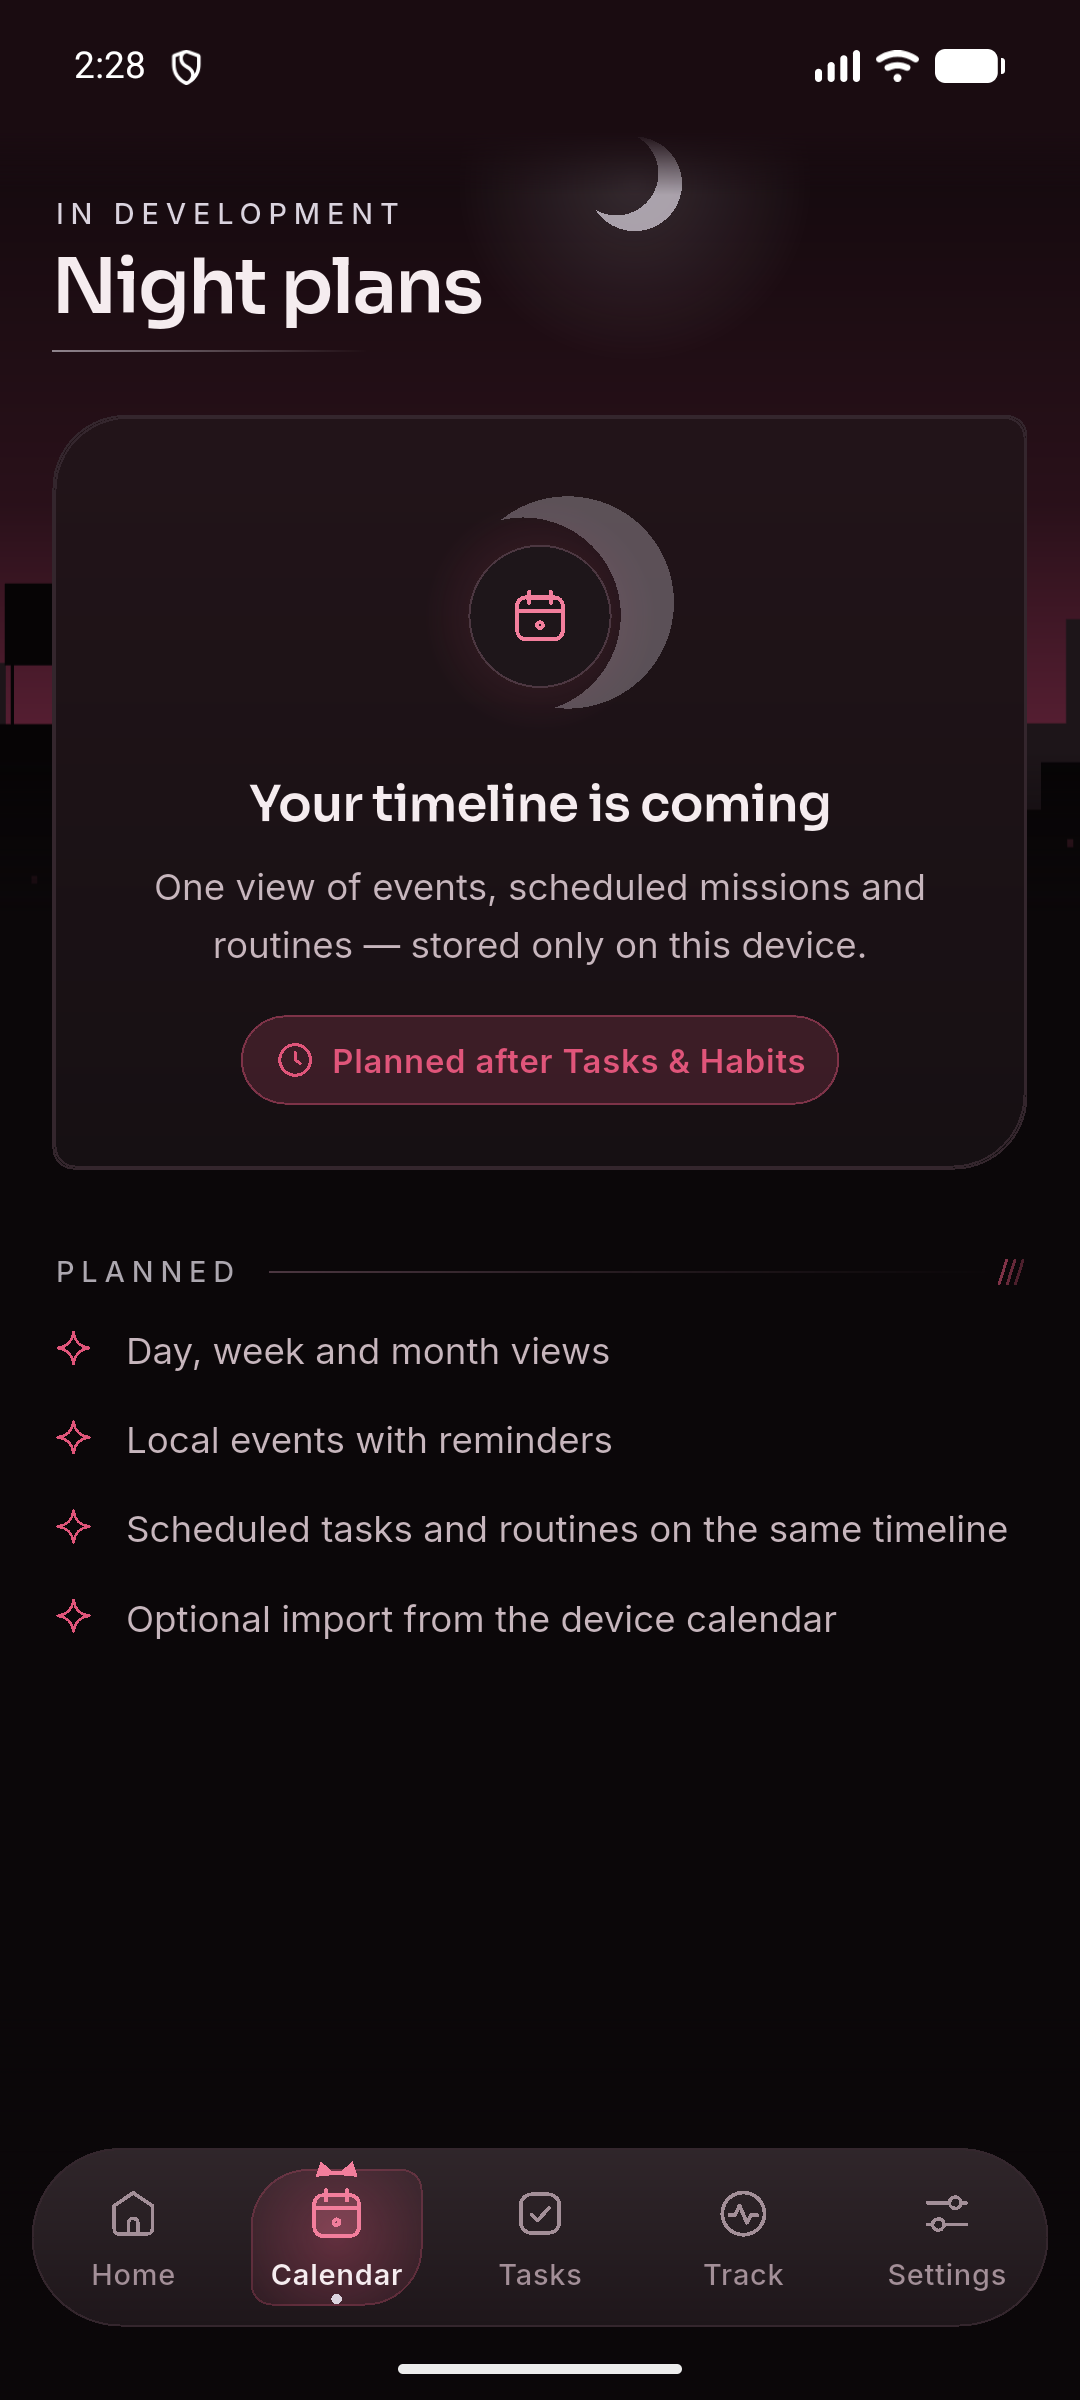 2:28
IN DEVELOPMENT
Night plans
Your timeline is coming
One view of events, scheduled missions and
routines — stored only on this device.
Planned after Tasks & Habits
PLANNED
Day, week and month views
Local events with reminders
Scheduled tasks and routines on the same timeline
Optional import from the device calendar
Home
Calendar
Tasks
Track
Settings